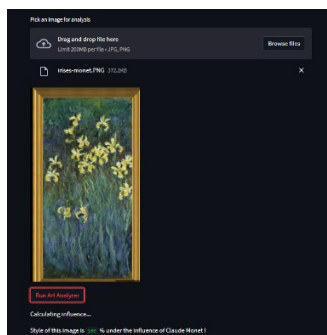 Pick an image for analysis
Drag and drop file here
Limit 200MB per file • JPG, PNG
Browse files
irises-monet.PNG
Run Art Analyzer
Calculating influence...
Style of this image is % under the influence of Claude Monet !